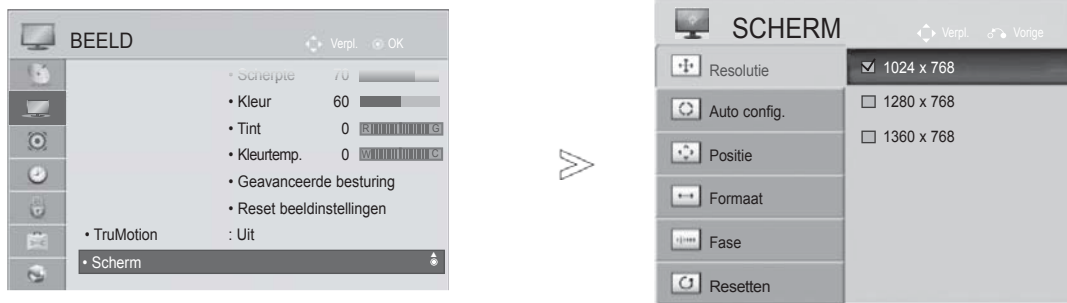 BEELD
Verpl. OK
• Scherpte 70
• Kleur 60
• Tint 0 R G
• Kleurtemp. 0 W C
• Geavanceerde besturing
• Reset beeldinstellingen
• TruMotion : Uit
• Scherm
SCHERM
Verpl. Vorige
Resolutie
Auto config.
Positie
Formaat
Fase
Resetten
1024 x 768
1280 x 768
1360 x 768